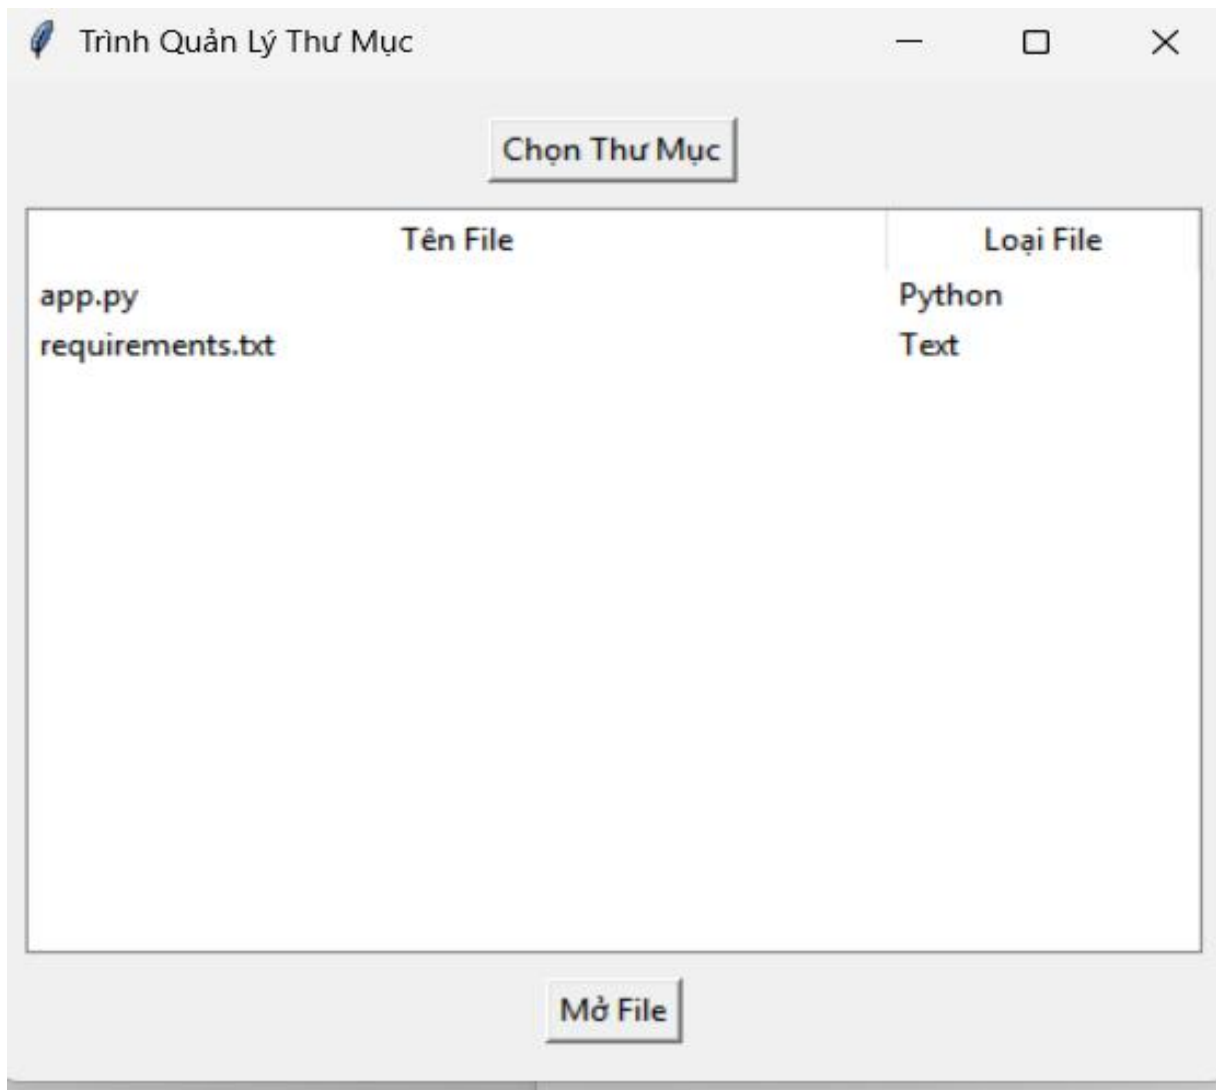 Trình Quản Lý Thư Mục
Chọn Thư Mục
Tên File Loại File
app.py Python
requirements.txt Text
Mở File